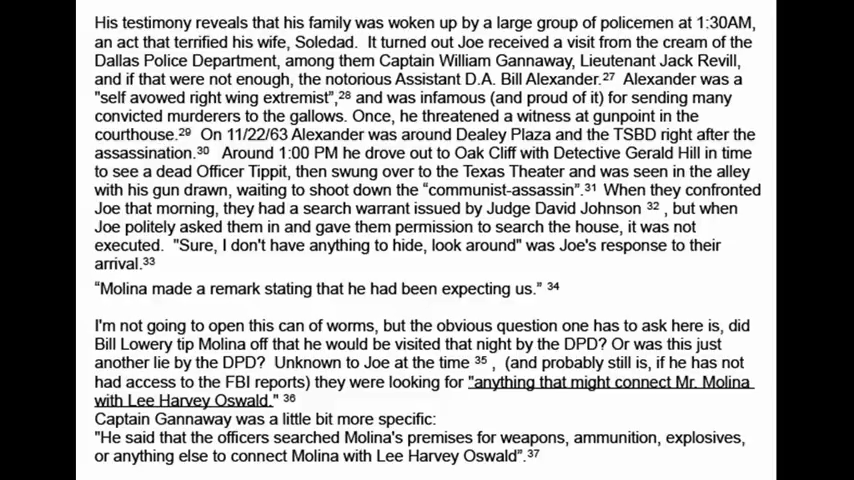 His testimony reveals that his family was woken up by a large group of policemen at 1:30AM,
an act that terrified his wife, Soledad.  It turned out Joe received a visit from the cream of the
Dallas Police Department, among them Captain William Gannaway, Lieutenant Jack Revill,
and if that were not enough, the notorious Assistant D.A. Bill Alexander.27  Alexander was a
"self avowed right wing extremist",28 and was infamous (and proud of it) for sending many
convicted murderers to the gallows. Once, he threatened a witness at gunpoint in the
courthouse.29  On 11/22/63 Alexander was around Dealey Plaza and the TSBD right after the
assassination.30  Around 1:00 PM he drove out to Oak Cliff with Detective Gerald Hill in time
to see a dead Officer Tippit, then swung over to the Texas Theater and was seen in the alley
with his gun drawn, waiting to shoot down the “communist-assassin”.31  When they confronted
Joe that morning, they had a search warrant issued by Judge David Johnson 32 , but when
Joe politely asked them in and gave them permission to search the house, it was not
executed.  "Sure, I don't have anything to hide, look around" was Joe's response to their
arrival.33
“Molina made a remark stating that he had been expecting us.” 34
I'm not going to open this can of worms, but the obvious question one has to ask here is, did
Bill Lowery tip Molina off that he would be visited that night by the DPD? Or was this just
another lie by the DPD?  Unknown to Joe at the time 35 ,  (and probably still is, if he has not
had access to the FBI reports) they were looking for "anything that might connect Mr. Molina
with Lee Harvey Oswald." 36
Captain Gannaway was a little bit more specific:
"He said that the officers searched Molina's premises for weapons, ammunition, explosives,
or anything else to connect Molina with Lee Harvey Oswald”.37